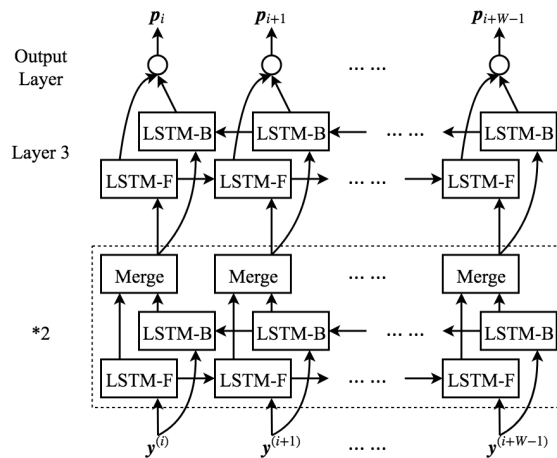 p_i p_{i+1} p_{i+W−1}
Output Layer
... ...
LSTM-B LSTM-B ... ... LSTM-B
Layer 3
LSTM-F LSTM-F ... ... LSTM-F
Merge Merge ... ... Merge
*2
LSTM-B LSTM-B ... ... LSTM-B
LSTM-F LSTM-F ... ... LSTM-F
y^{(i)} y^{(i+1)} ... ... y^{(i+W−1)}